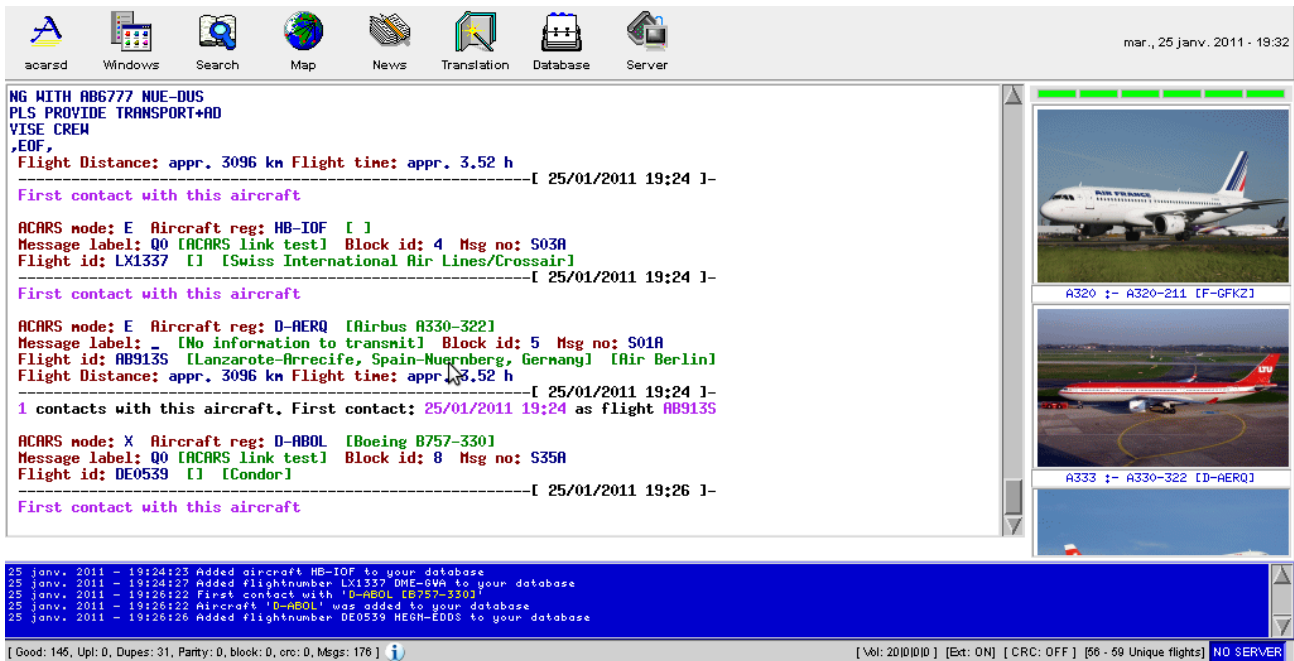 acarsd Windows Search Map News Translation Database Server
mar., 25 janv. 2011 - 19:32
NG WITH AB6777 NUE-DUS
PLS PROVIDE TRANSPORT+AD
VISE CREW
,EOF,
Flight Distance: appr. 3096 km Flight time: appr. 3.52 h
----------------------------------------------------------[ 25/01/2011 19:24 ]-
First contact with this aircraft
ACARS mode: E Aircraft reg: HB-IOF [ ]
Message label: Q0 [ACARS link test] Block id: 4 Msg no: S03A
Flight id: LX1337 [] [Swiss International Air Lines/Crossair]
----------------------------------------------------------[ 25/01/2011 19:24 ]-
First contact with this aircraft
ACARS mode: E Aircraft reg: D-AERQ [Airbus A330-322]
Message label: _ [No information to transmit] Block id: 5 Msg no: S01A
Flight id: AB913S [Lanzarote-Arrecife, Spain-Nuernberg, Germany] [Air Berlin]
Flight Distance: appr. 3096 km Flight time: appr. 3.52 h
----------------------------------------------------------[ 25/01/2011 19:24 ]-
1 contacts with this aircraft. First contact: 25/01/2011 19:24 as flight AB913S
ACARS mode: X Aircraft reg: D-ABOL [Boeing B757-330]
Message label: Q0 [ACARS link test] Block id: 8 Msg no: S35A
Flight id: DE0539 [] [Condor]
----------------------------------------------------------[ 25/01/2011 19:26 ]-
First contact with this aircraft
AIR FRANCE
A320 :- A320-211 [F-GFKZ]
LTU
A333 :- A330-322 [D-AERQ]
25 janv. 2011 - 19:24:23 Added aircraft HB-IOF to your database
25 janv. 2011 - 19:24:27 Added flightnumber LX1337 DME-GVA to your database
25 janv. 2011 - 19:26:22 First contact with 'D-ABOL [B757-330]'
25 janv. 2011 - 19:26:22 Aircraft 'D-ABOL' was added to your database
25 janv. 2011 - 19:26:26 Added flightnumber DE0539 HEGN-EDDS to your database
[ Good: 145, Upl: 0, Dupes: 31, Parity: 0, block: 0, crc: 0, Msgs: 176 ]
[ Vol: 20|0|0|0 ] [Ext: ON] [ CRC: OFF ] [56 - 59 Unique flights] NO SERVER